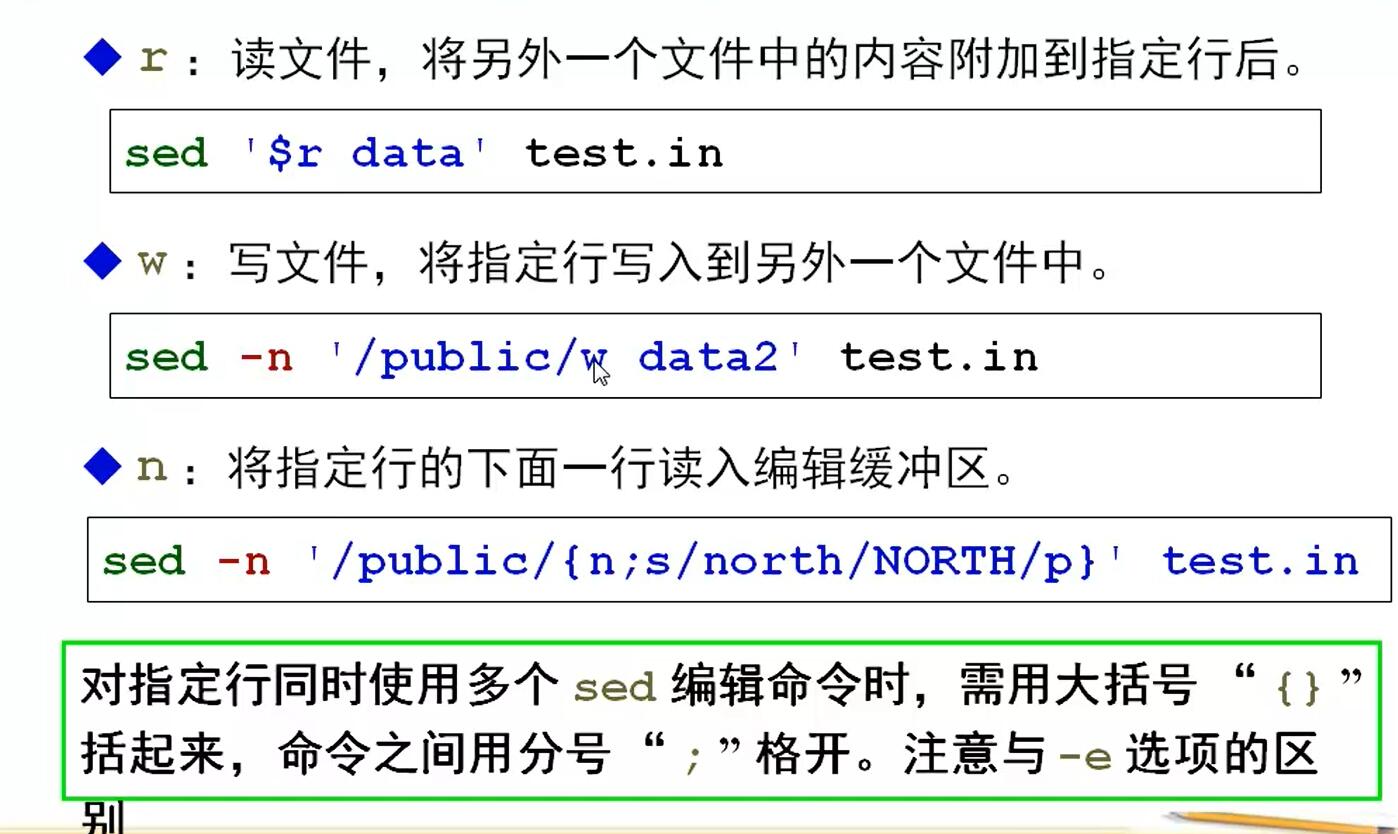 r：读文件，将另外一个文件中的内容附加到指定行后。
sed '$r data' test.in
w：写文件，将指定行写入到另外一个文件中。
sed -n '/public/w data2' test.in
n：将指定行的下面一行读入编辑缓冲区。
sed -n '/public/{n;s/north/NORTH/p}' test.in
对指定行同时使用多个 sed 编辑命令时，需用大括号“{}”
括起来，命令之间用分号“;”格开。注意与 -e 选项的区
别